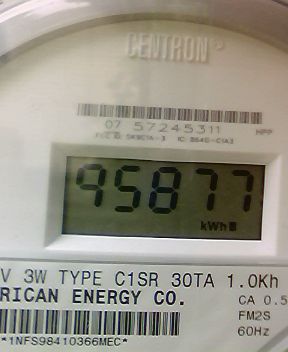 CENTRON
07 57245311 HPP
95877
kWh
V 3W TYPE C1SR 30TA 1.0Kh
RICAN ENERGY CO. CA 0.5
FM2S
60Hz
*1NFS98410366MEC*